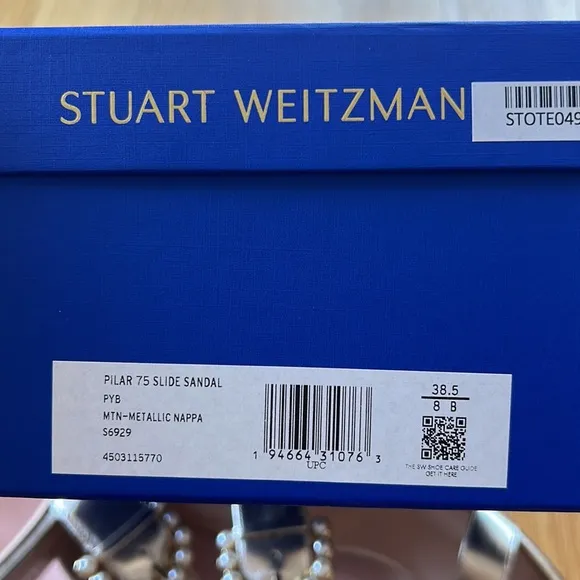 STUART WEITZMAN
STOTE049
PILAR 75 SLIDE SANDAL
PYB
MTN-METALLIC NAPPA
S6929
4503115770
1 94664 31076 3
UPC
38.5
8 B
THE SW SHOE CARE GUIDE
GET IT HERE